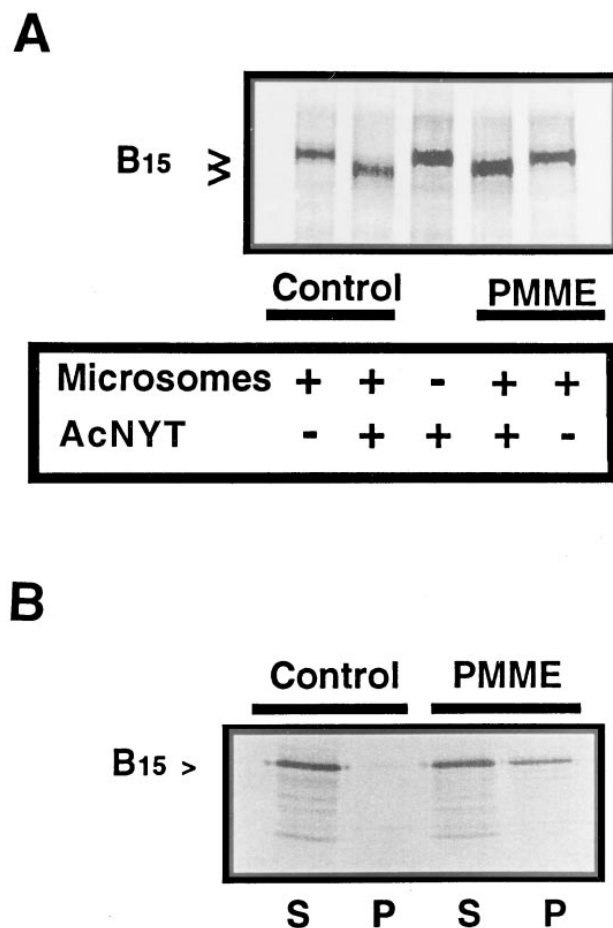 A
B15
Control PMME
Microsomes + + - + +
AcNYT - + + + -
B
Control PMME
B15 >
S P S P